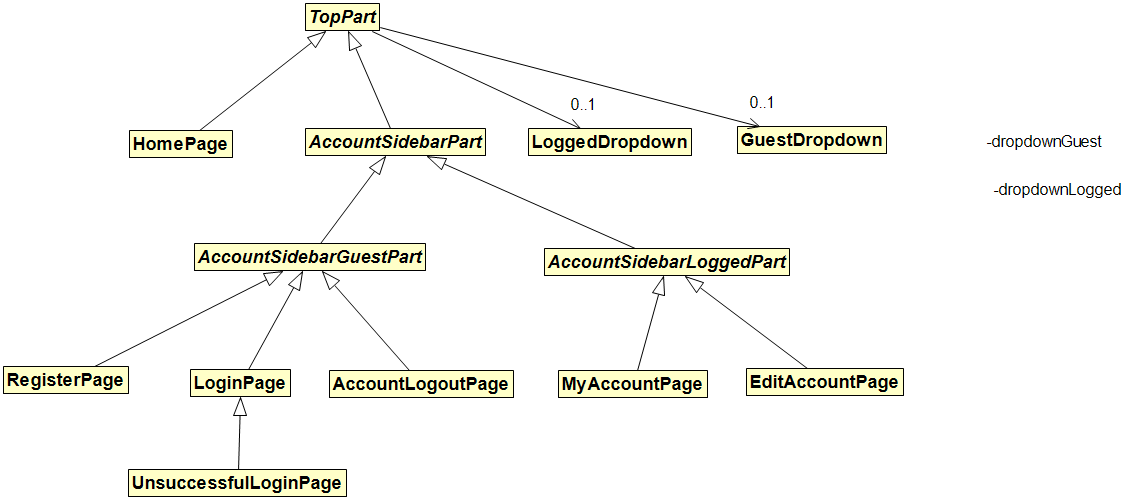 TopPart
0..1
0..1
HomePage
AccountSidebarPart
LoggedDropdown
GuestDropdown
-dropdownGuest
-dropdownLogged
AccountSidebarGuestPart
AccountSidebarLoggedPart
RegisterPage
LoginPage
AccountLogoutPage
MyAccountPage
EditAccountPage
UnsuccessfulLoginPage